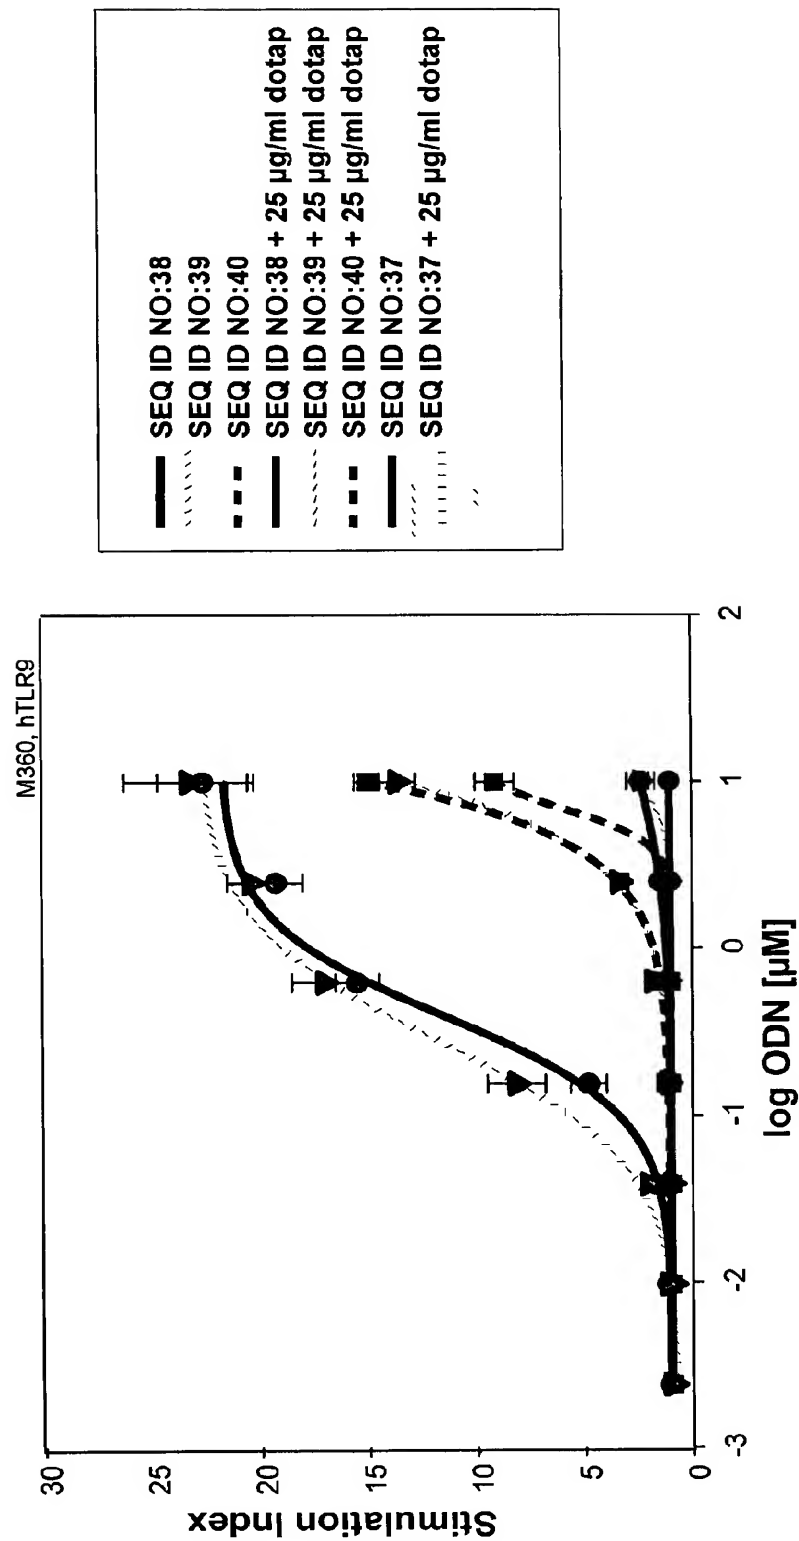 M360, hTLR9
Stimulation Index
30
25
20
15
10
5
0
-3
-2
-1
0
1
2
log ODN [µM]
SEQ ID NO:38
SEQ ID NO:39
SEQ ID NO:40
SEQ ID NO:38 + 25 µg/ml dotap
SEQ ID NO:39 + 25 µg/ml dotap
SEQ ID NO:40 + 25 µg/ml dotap
SEQ ID NO:37
SEQ ID NO:37 + 25 µg/ml dotap